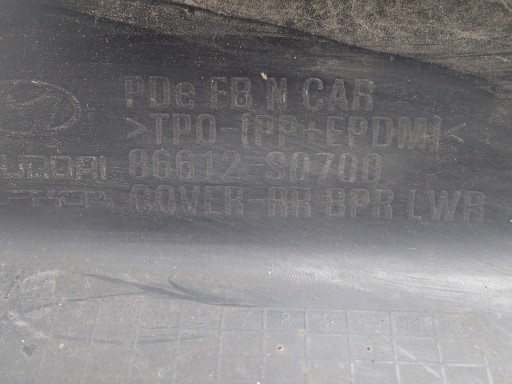 PDe FB N CAR
>TPO-(PP+EPDM)<
86612-S0700
COVER-RR BPR LWR